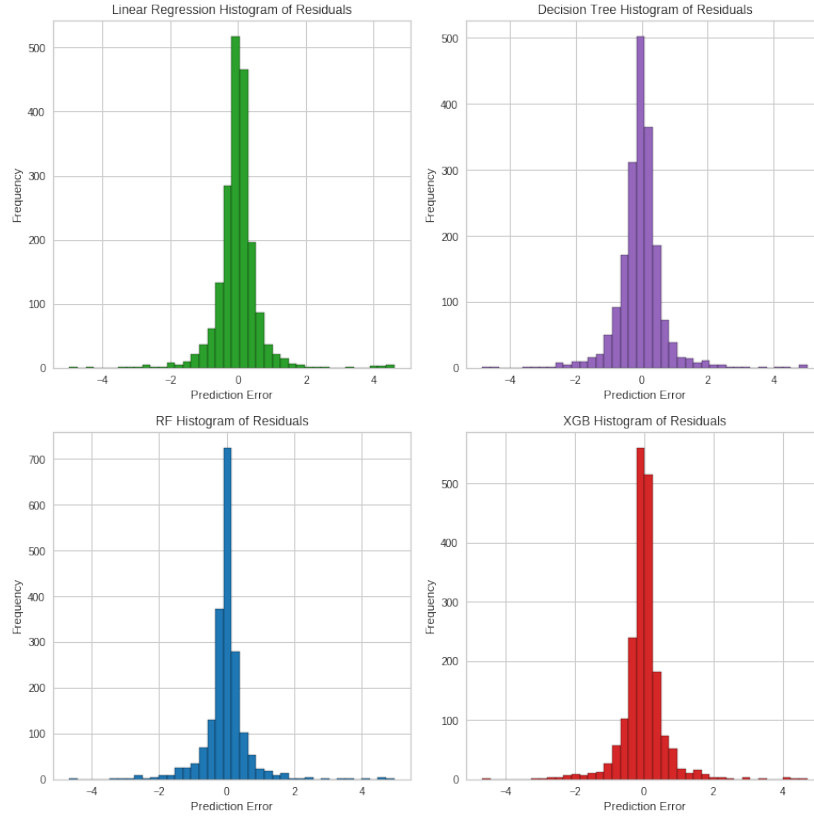 Linear Regression Histogram of Residuals
500
400
300
200
100
0
Frequency
−4 −2 0 2 4
Prediction Error
Decision Tree Histogram of Residuals
500
400
300
200
100
0
Frequency
−4 −2 0 2 4
Prediction Error
RF Histogram of Residuals
700
600
500
400
300
200
100
0
Frequency
−4 −2 0 2 4
Prediction Error
XGB Histogram of Residuals
500
400
300
200
100
0
Frequency
−4 −2 0 2 4
Prediction Error